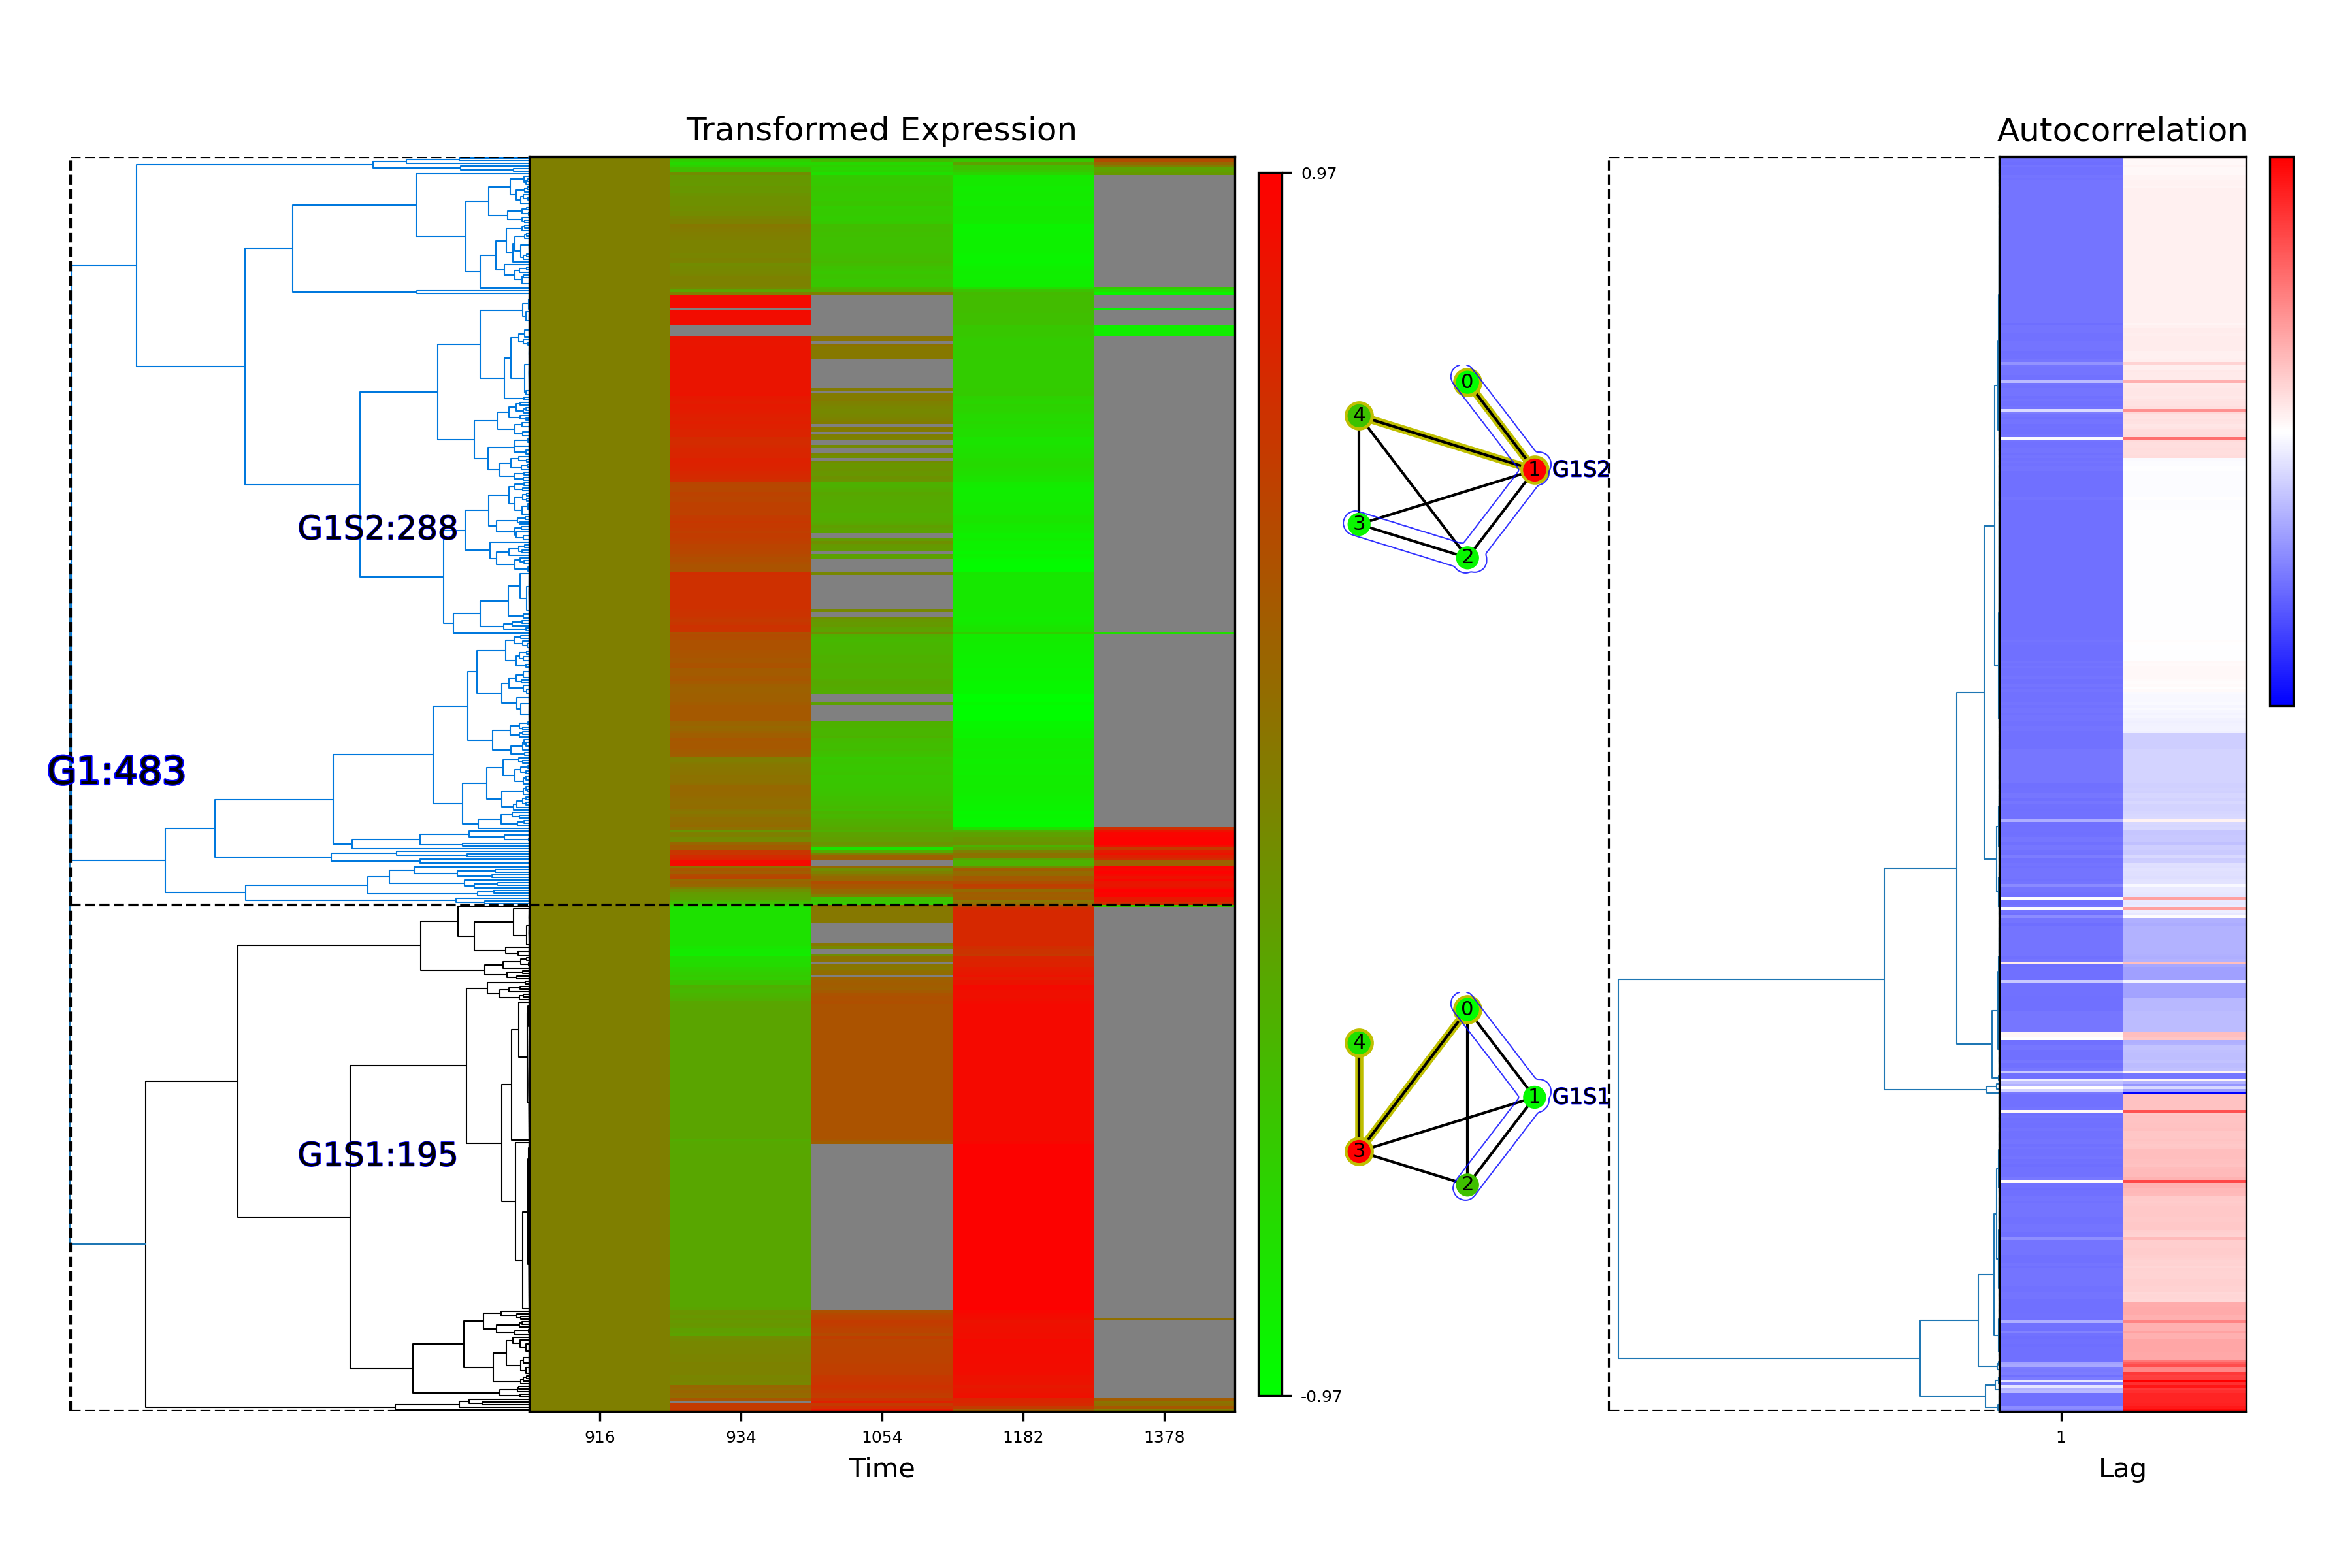 Transformed Expression
Autocorrelation
0.97
0
4
1
G1S2
3
2
G1S2:288
G1:483
0
4
1
G1S1
3
2
G1S1:195
-0.97
916
934
1054
1182
1378
1
Time
Lag